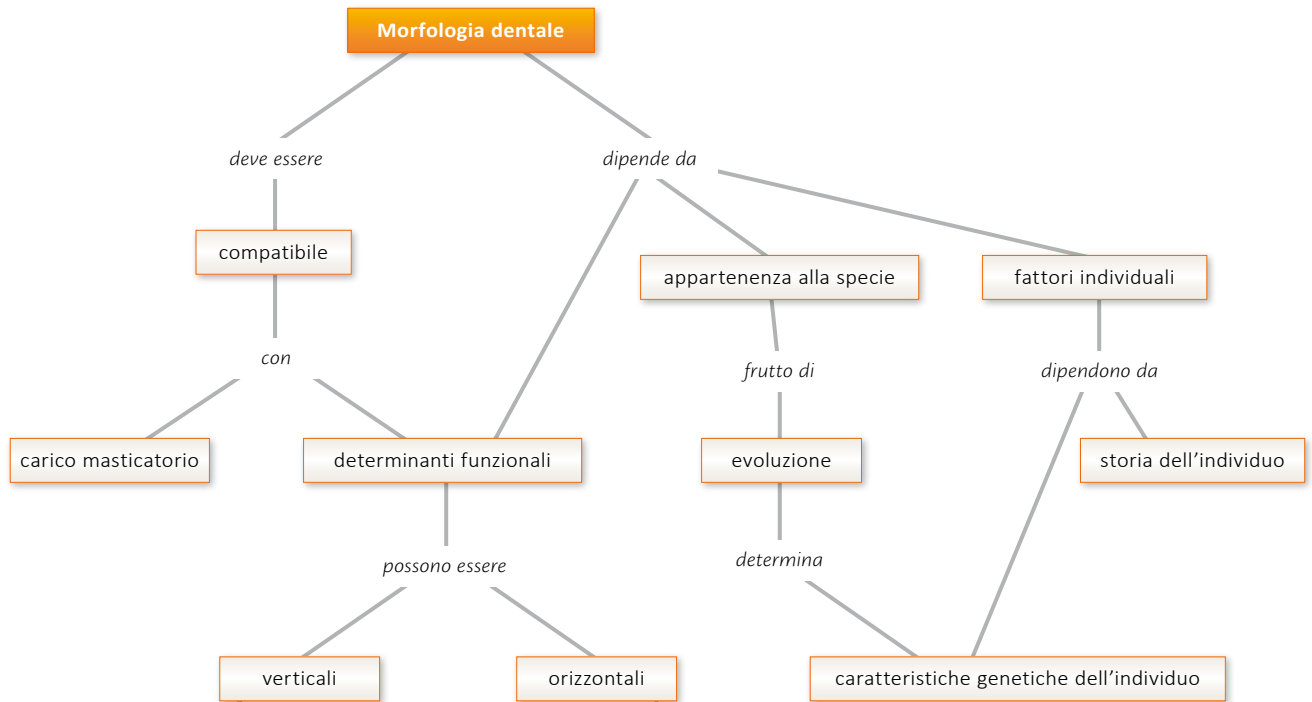 Morfologia dentale
deve essere
dipende da
compatibile
appartenenza alla specie
fattori individuali
con
frutto di
dipendono da
carico masticatorio
determinanti funzionali
evoluzione
storia dell’individuo
possono essere
determina
verticali
orizzontali
caratteristiche genetiche dell’individuo